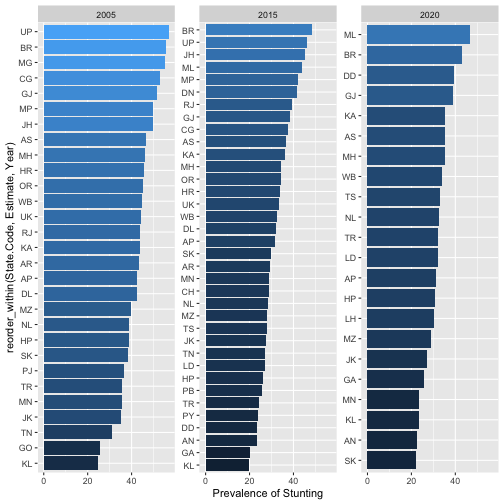 2005
2015
2020
reorder_within(State.Code, Estimate, Year)
UP
BR
MG
CG
GJ
MP
JH
AS
MH
HR
OR
WB
UK
RJ
KA
AR
AP
DL
MZ
NL
HP
SK
PJ
TR
MN
JK
TN
GO
KL
BR
UP
JH
ML
MP
DN
RJ
GJ
CG
AS
KA
MH
OR
HR
UK
WB
DL
AP
SK
AR
MN
CH
NL
MZ
TS
JK
TN
LD
HP
PB
TR
PY
DD
AN
GA
KL
ML
BR
DD
GJ
KA
AS
MH
WB
TS
NL
TR
LD
AP
HP
LH
MZ
JK
GA
MN
KL
AN
SK
0 20 40
0 20 40
0 20 40
Prevalence of Stunting